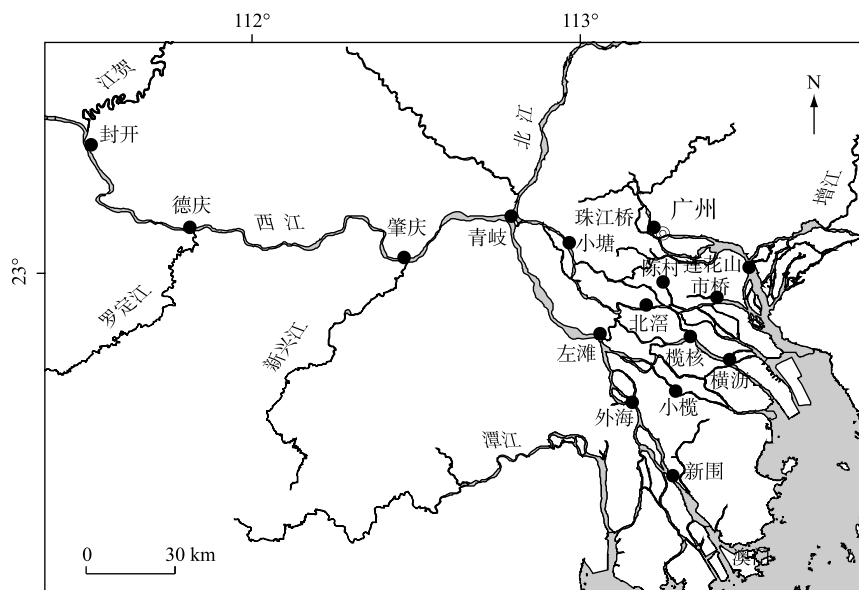 112°
113°
江贺
N
封开
北江
增江
德庆
西江
肇庆
珠江桥
广州
青岐
小塘
23°
陈村
莲花山
市桥
罗定江
新兴江
北滘
左滩
榄核
横沥
小榄
外海
潭江
新围
0
30 km
澳门